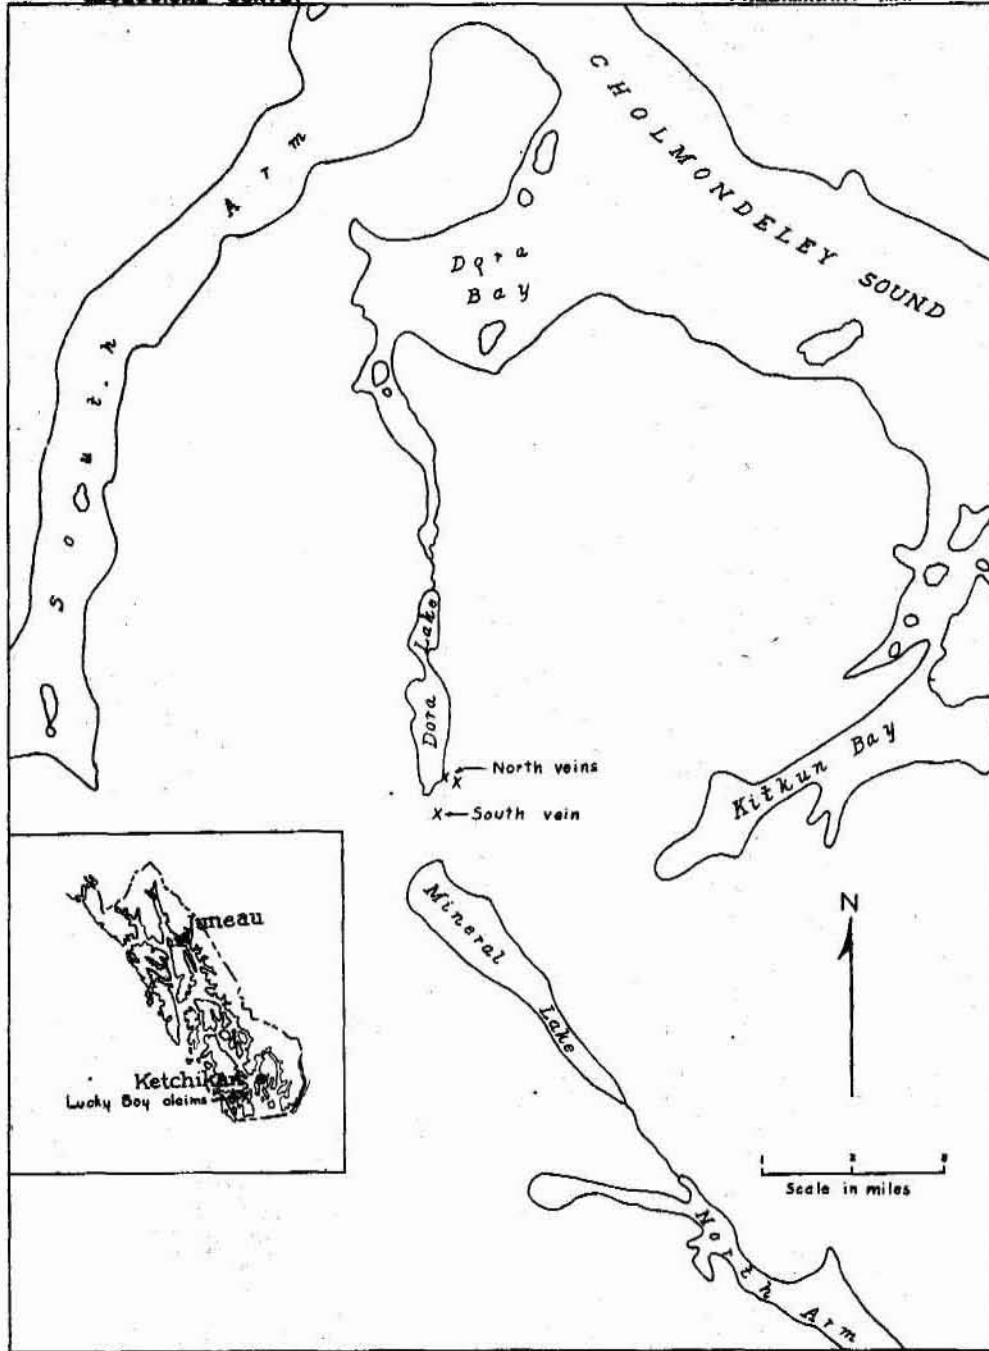 CHOLMONDELEY SOUND
South Arm
Dora
Bay
Dora Lake
North veins
x
X
X
South vein
Kitkun Bay
Mineral Lake
uneau
Ketchikan
Lucky Boy claims
N
Scale in miles
North Arm